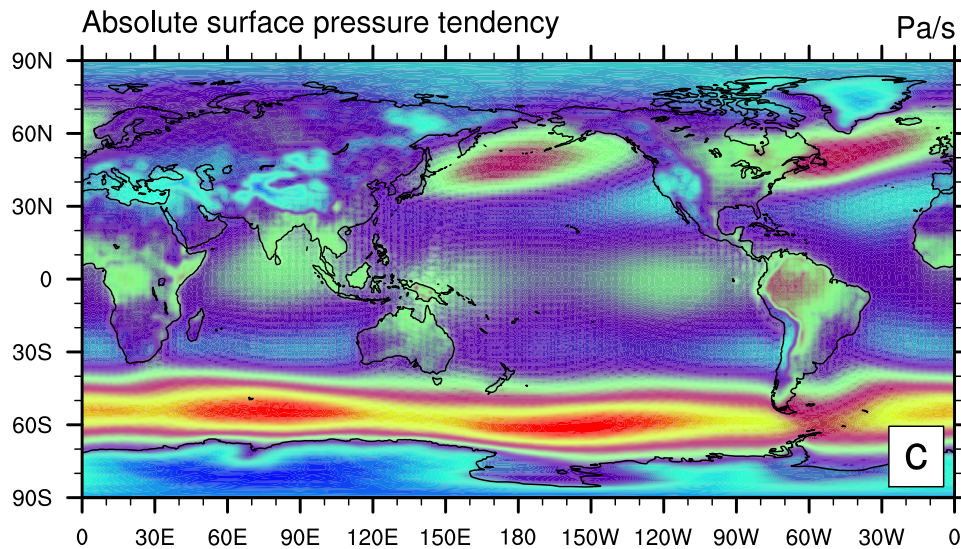 Absolute surface pressure tendency Pa/s
90N
60N
30N
0
30S
60S
90S
C
0 30E 60E 90E 120E 150E 180 150W 120W 90W 60W 30W 0